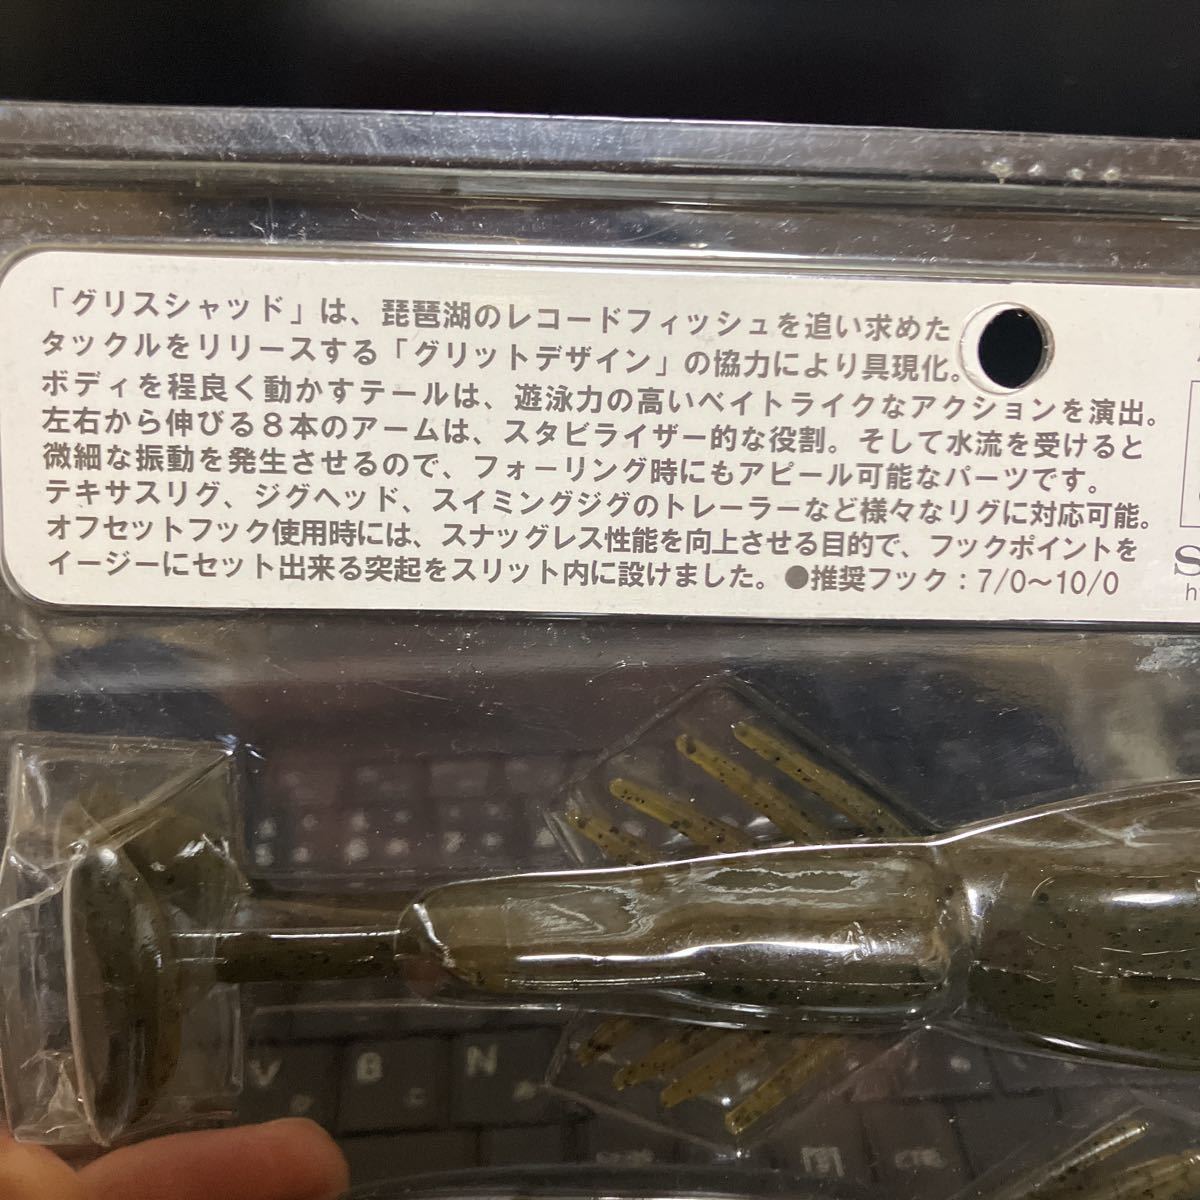 「グリスシャッド」は、琵琶湖のレコードフィッシュを追い求めた
タックルをリリースする「グリットデザイン」の協力により具現化。
ボディを程良く動かすテールは、遊泳力の高いベイトライクなアクションを演出。
左右から伸びる8本のアームは、スタビライザー的な役割。そして水流を受けると
微細な振動を発生させるので、フォーリング時にもアピール可能なパーツです。
テキサスリグ、ジグヘッド、スイミングジグのトレーラーなど様々なリグに対応可能。
オフセットフック使用時には、スナッグレス性能を向上させる目的で、フックポイントを
イージーにセット出来る突起をスリット内に設けました。●推奨フック：7/0〜10/0
S
h
V B N